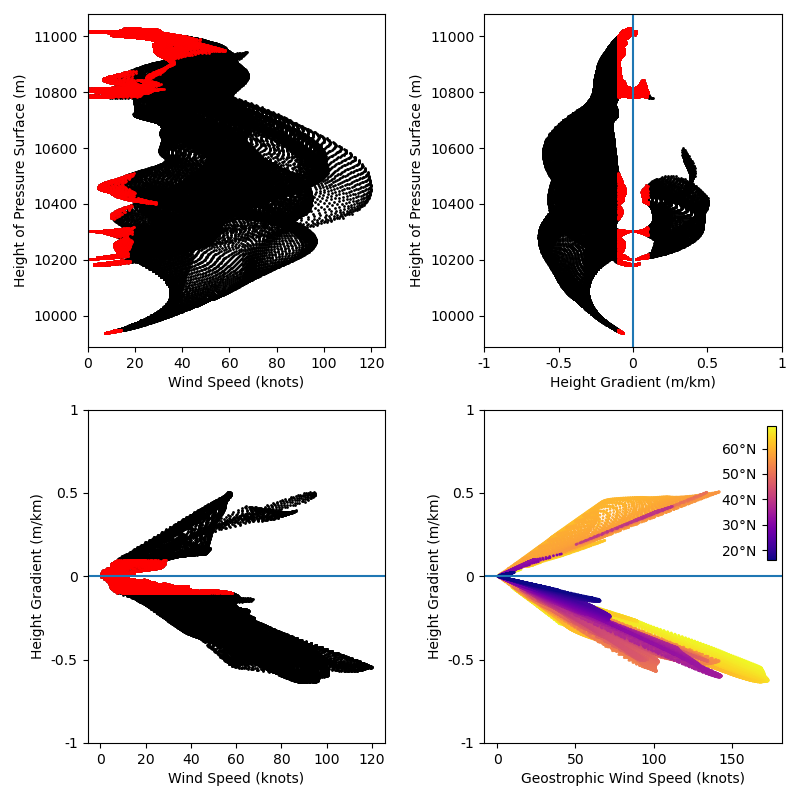 11000
10800
10600
10400
10200
10000
Height of Pressure Surface (m)
0 20 40 60 80 100 120
Wind Speed (knots)
11000
10800
10600
10400
10200
10000
Height of Pressure Surface (m)
-1 -0.5 0 0.5 1
Height Gradient (m/km)
1
0.5
0
-0.5
-1
Height Gradient (m/km)
0 20 40 60 80 100 120
Wind Speed (knots)
1
0.5
0
-0.5
-1
Height Gradient (m/km)
60°N
50°N
40°N
30°N
20°N
0 50 100 150
Geostrophic Wind Speed (knots)